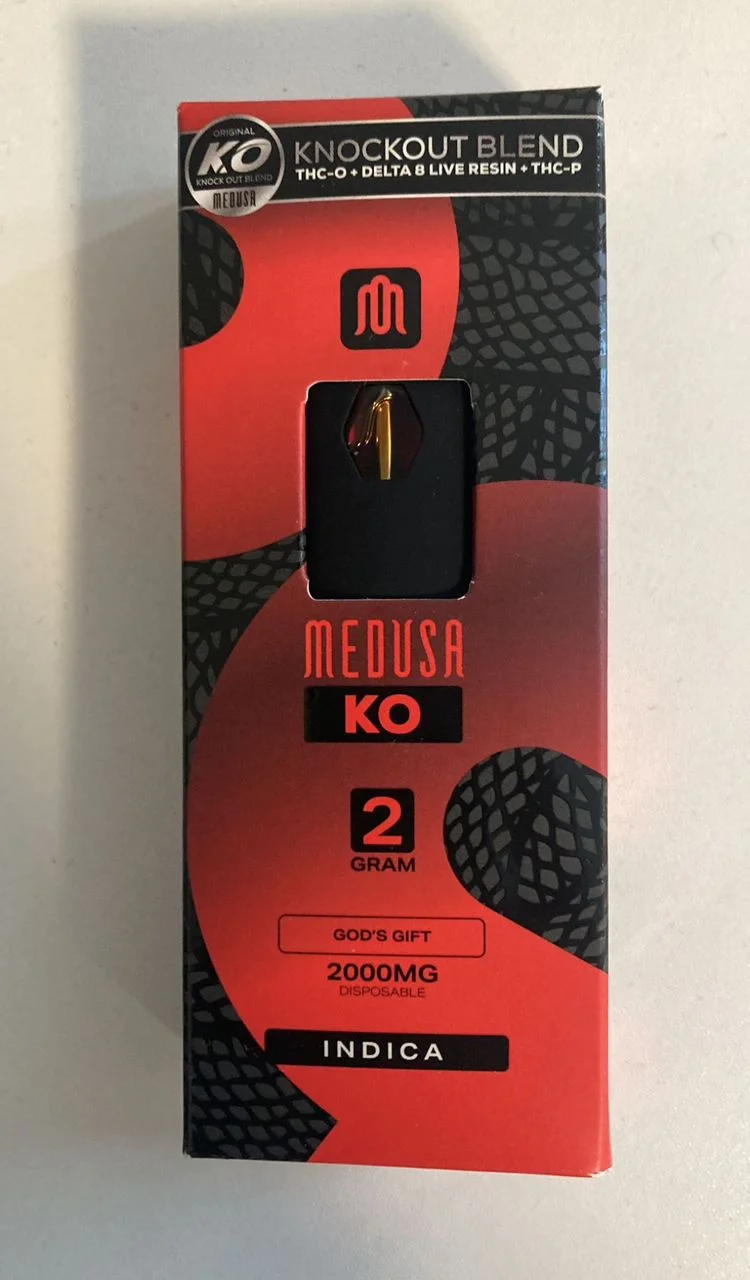 ORIGINAL
KO
KNOCK OUT BLEND
MEDUSA
KNOCKOUT BLEND
THC-O + DELTA 8 LIVE RESIN + THC-P
MEDUSA
KO
2
GRAM
GOD'S GIFT
2000MG
DISPOSABLE
INDICA